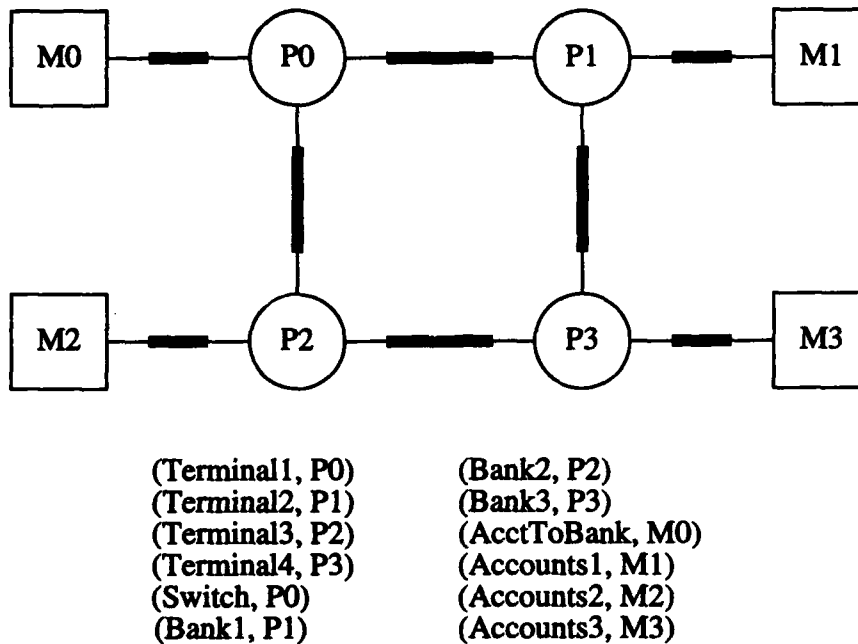 M0 P0 P1 M1
M2 P2 P3 M3
(Terminal1, P0)
(Terminal2, P1)
(Terminal3, P2)
(Terminal4, P3)
(Switch, P0)
(Bank1, P1)
(Bank2, P2)
(Bank3, P3)
(AcctToBank, M0)
(Accounts1, M1)
(Accounts2, M2)
(Accounts3, M3)